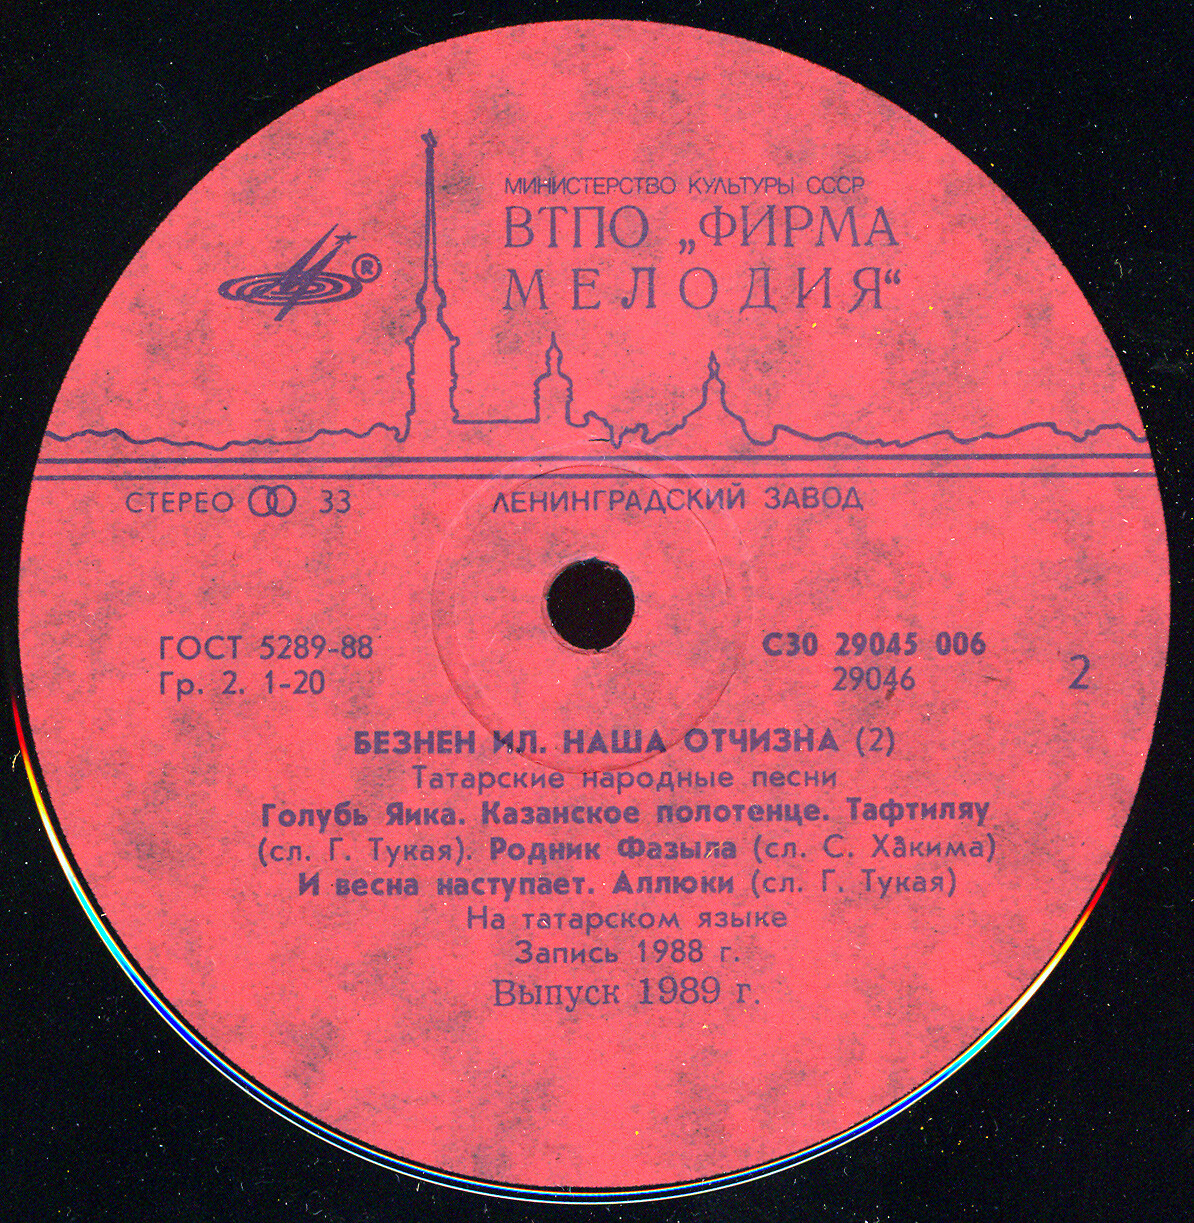 МИНИСТЕРСТВО КУЛЬТУРЫ СССР
ВТПО „ФИРМА
МЕЛОДИЯ“
®
СТЕРЕО 33
ЛЕНИНГРАДСКИЙ ЗАВОД
ГОСТ 5289-88
Гр. 2. 1-20
С30 29045 006
29046
2
БЕЗНЕН ИЛ. НАША ОТЧИЗНА (2)
Татарские народные песни
Голубь Яика. Казанское полотенце. Тафтиляу
(сл. Г. Тукая). Родник Фазыла (сл. С. Хакима)
И весна наступает. Аллюки (сл. Г. Тукая)
На татарском языке
Запись 1988 г.
Выпуск 1989 г.